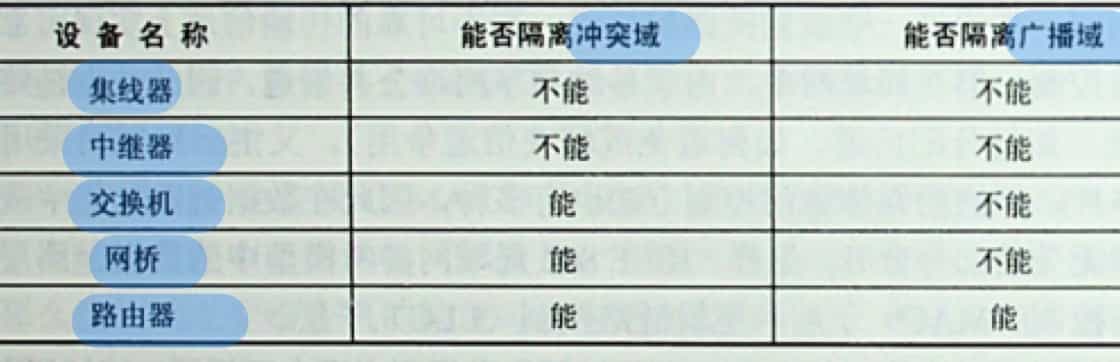 设备名称 能否隔离冲突域 能否隔离广播域
集线器 不能 不能
中继器 不能 不能
交换机 能 不能
网桥 能 不能
路由器 能 能